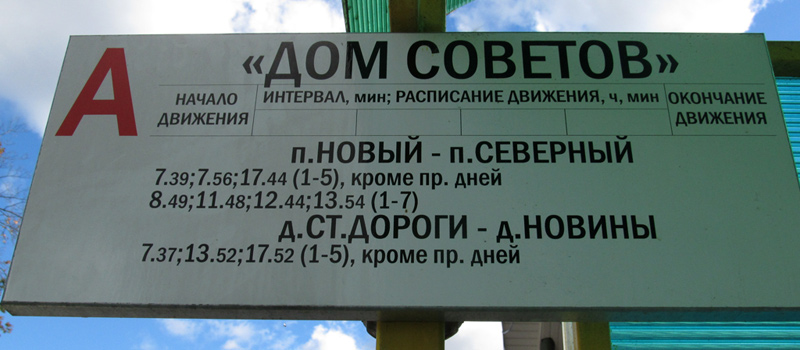 А «ДОМ СОВЕТОВ»
НАЧАЛО ДВИЖЕНИЯ ИНТЕРВАЛ, мин; РАСПИСАНИЕ ДВИЖЕНИЯ, ч, мин ОКОНЧАНИЕ ДВИЖЕНИЯ
п.НОВЫЙ - п.СЕВЕРНЫЙ
7.39;7.56;17.44 (1-5), кроме пр. дней
8.49;11.48;12.44;13.54 (1-7)
д.СТ.ДОРОГИ - д.НОВИНЫ
7.37;13.52;17.52 (1-5), кроме пр. дней